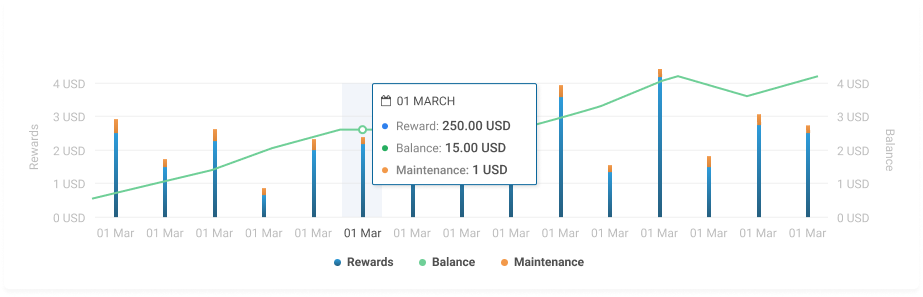 4 USD
3 USD
2 USD
1 USD
0 USD
Rewards
01 MARCH
Reward: 250.00 USD
Balance: 15.00 USD
Maintenance: 1 USD
4 USD
3 USD
2 USD
1 USD
0 USD
Balance
01 Mar 01 Mar 01 Mar 01 Mar 01 Mar 01 Mar 01 Mar 01 Mar 01 Mar 01 Mar 01 Mar 01 Mar 01 Mar 01 Mar 01 Mar
Rewards Balance Maintenance